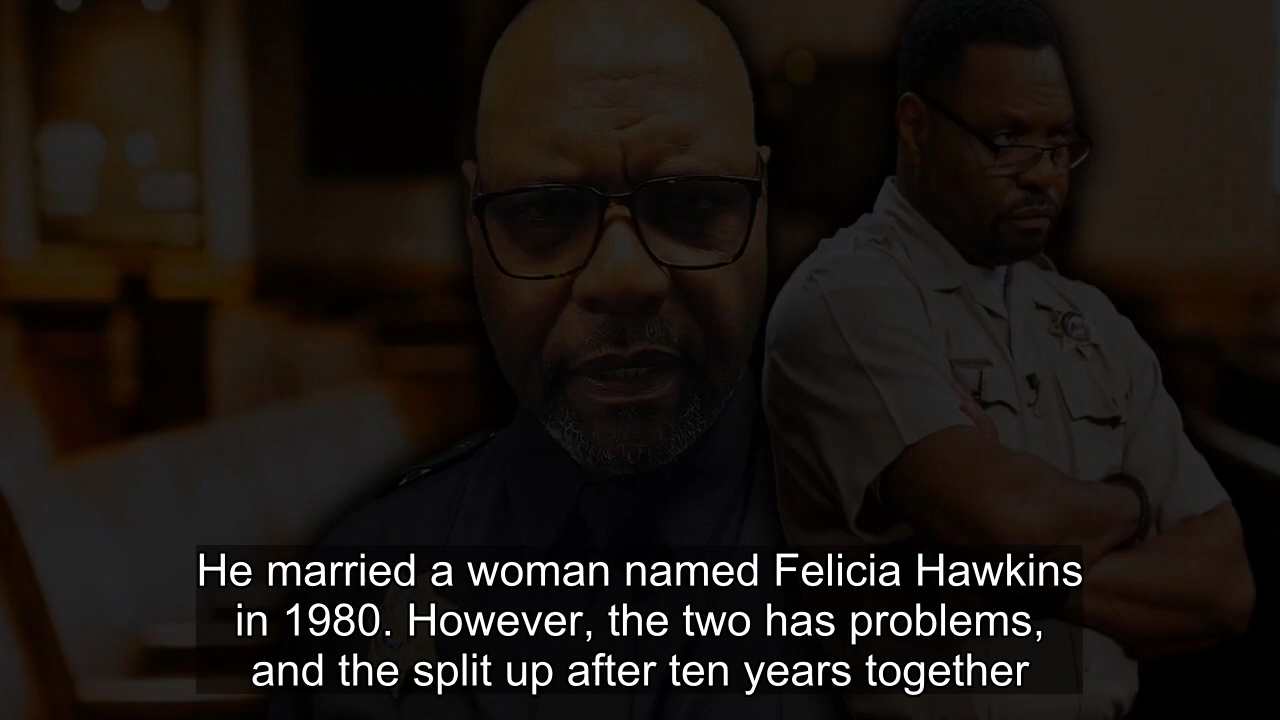 He married a woman named Felicia Hawkins
in 1980. However, the two has problems,
and the split up after ten years together